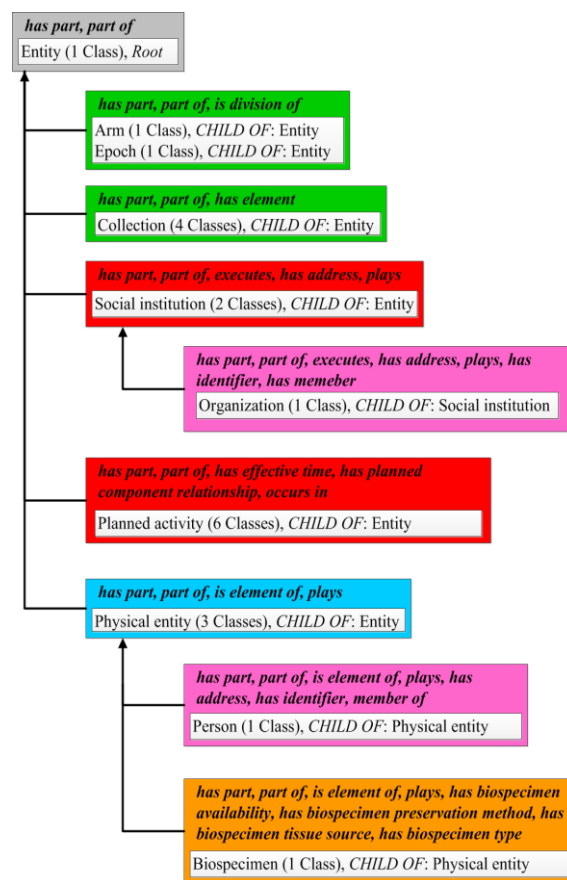 has part, part of
Entity (1 Class), Root
has part, part of, is division of
Arm (1 Class), CHILD OF: Entity
Epoch (1 Class), CHILD OF: Entity
has part, part of, has element
Collection (4 Classes), CHILD OF: Entity
has part, part of, executes, has address, plays
Social institution (2 Classes), CHILD OF: Entity
has part, part of, executes, has address, plays, has
identifier, has memeber
Organization (1 Class), CHILD OF: Social institution
has part, part of, has effective time, has planned
component relationship, occurs in
Planned activity (6 Classes), CHILD OF: Entity
has part, part of, is element of, plays
Physical entity (3 Classes), CHILD OF: Entity
has part, part of, is element of, plays, has
address, has identifier, member of
Person (1 Class), CHILD OF: Physical entity
has part, part of, is element of, plays, has biospecimen
availability, has biospecimen preservation method, has
biospecimen tissue source, has biospecimen type
Biospecimen (1 Class), CHILD OF: Physical entity